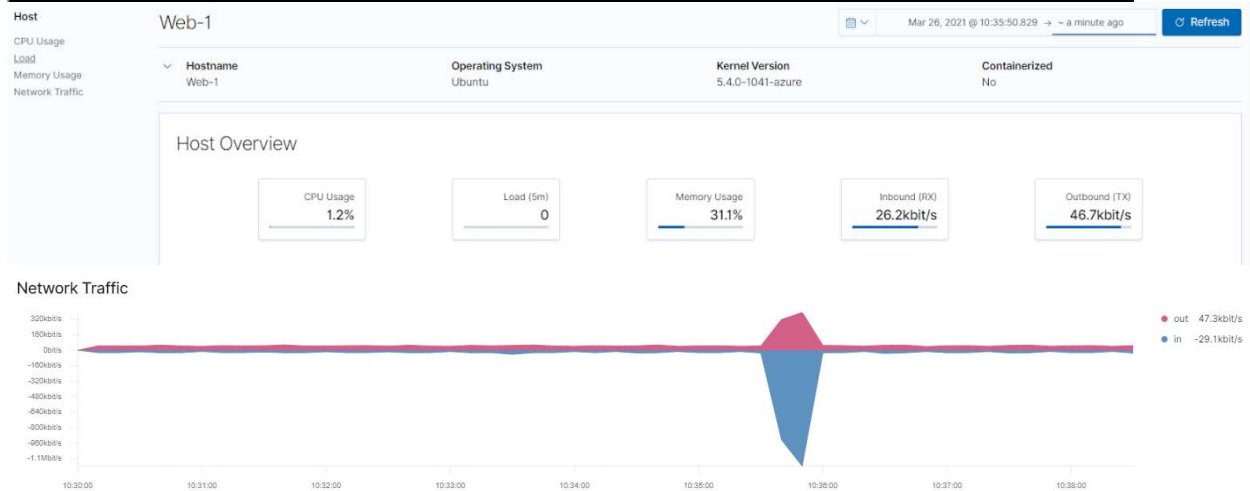 Host
CPU Usage
Load
Memory Usage
Network Traffic
Web-1
Mar 26, 2021 @ 10:35:50.829 → ~ a minute ago
Refresh
Hostname
Web-1
Operating System
Ubuntu
Kernel Version
5.4.0-1041-azure
Containerized
No
Host Overview
CPU Usage
1.2%
Load (5m)
0
Memory Usage
31.1%
Inbound (RX)
26.2kbit/s
Outbound (TX)
46.7kbit/s
Network Traffic
320kbit/s
160kbit/s
0bit/s
-160kbit/s
-320kbit/s
-480kbit/s
-640kbit/s
-800kbit/s
-960kbit/s
-1.1Mbit/s
10:30:00 10:31:00 10:32:00 10:33:00 10:34:00 10:35:00 10:36:00 10:37:00 10:38:00
out 47.3kbit/s
in -29.1kbit/s